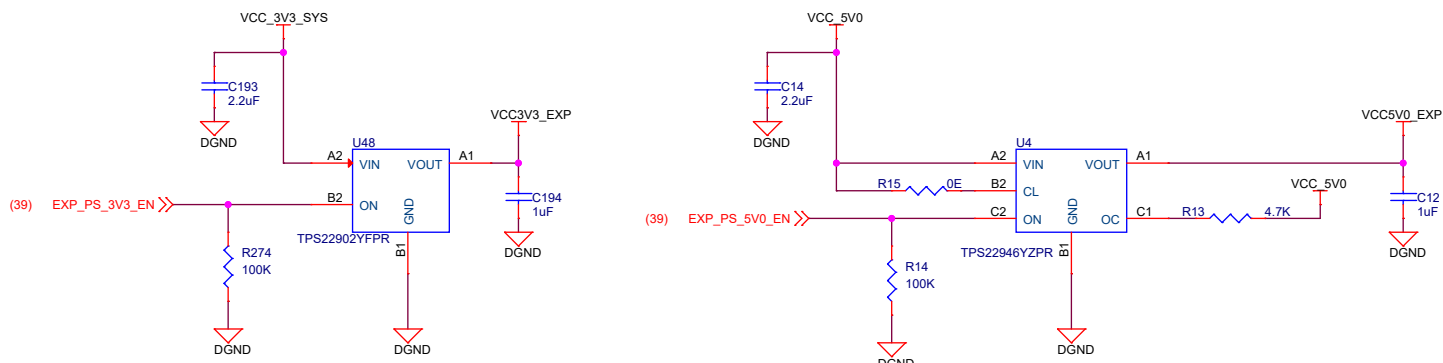 VCC_3V3_SYS
C193
2.2uF
DGND
VCC3V3_EXP
U48
A2
VIN
VOUT
A1
(39)
EXP_PS_3V3_EN
B2
ON
GND
C194
1uF
DGND
TPS22902YFPR
B1
R274
100K
DGND
DGND
VCC_5V0
C14
2.2uF
DGND
VCC5V0_EXP
U4
A2
VIN
VOUT
A1
R15
0E
B2
CL
VCC_5V0
C12
1uF
(39)
EXP_PS_5V0_EN
C2
ON
GND
OC
C1
R13
4.7K
DGND
TPS22946YZPR
B1
R14
100K
DGND
DGND